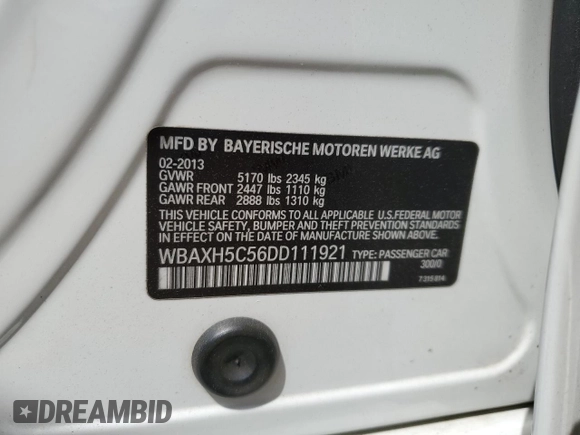 MFD BY BAYERISCHE MOTOREN WERKE AG
02-2013
GVWR 5170 lbs 2345 kg
GAWR FRONT 2447 lbs 1110 kg
GAWR REAR 2888 lbs 1310 kg
THIS VEHICLE CONFORMS TO ALL APPLICABLE U.S.FEDERAL MOTOR
VEHICLE SAFETY, BUMPER AND THEFT PREVENTION STANDARDS
IN EFFECT ON THE DATE OF MANUFACTURE SHOWN ABOVE.
WBAXH5C56DD111921 TYPE: PASSENGER CAR
300/0
DREAMBID